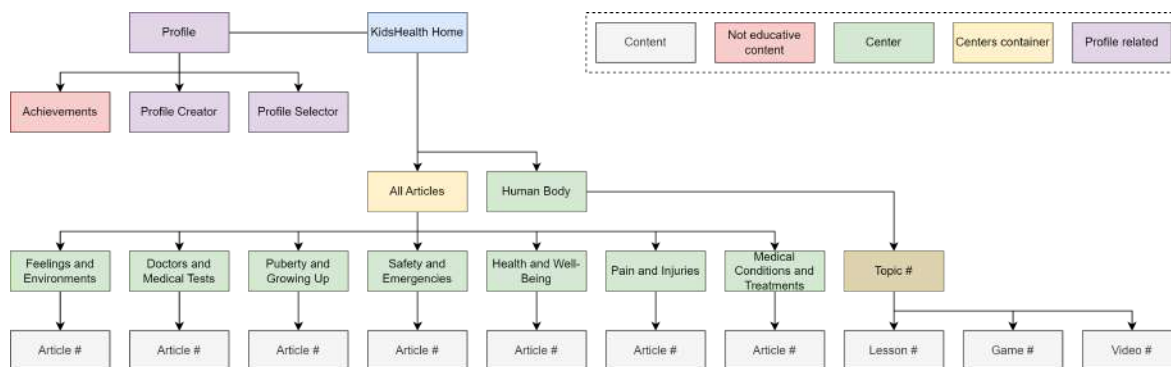 Profile
KidsHealth Home
Content
Not educative
content
Center
Centers container
Profile related
Achievements
Profile Creator
Profile Selector
All Articles
Human Body
Feelings and
Environments
Doctors and
Medical Tests
Puberty and
Growing Up
Safety and
Emergencies
Health and Well-
Being
Pain and Injuries
Medical
Conditions and
Treatments
Topic #
Article #
Article #
Article #
Article #
Article #
Article #
Article #
Lesson #
Game #
Video #